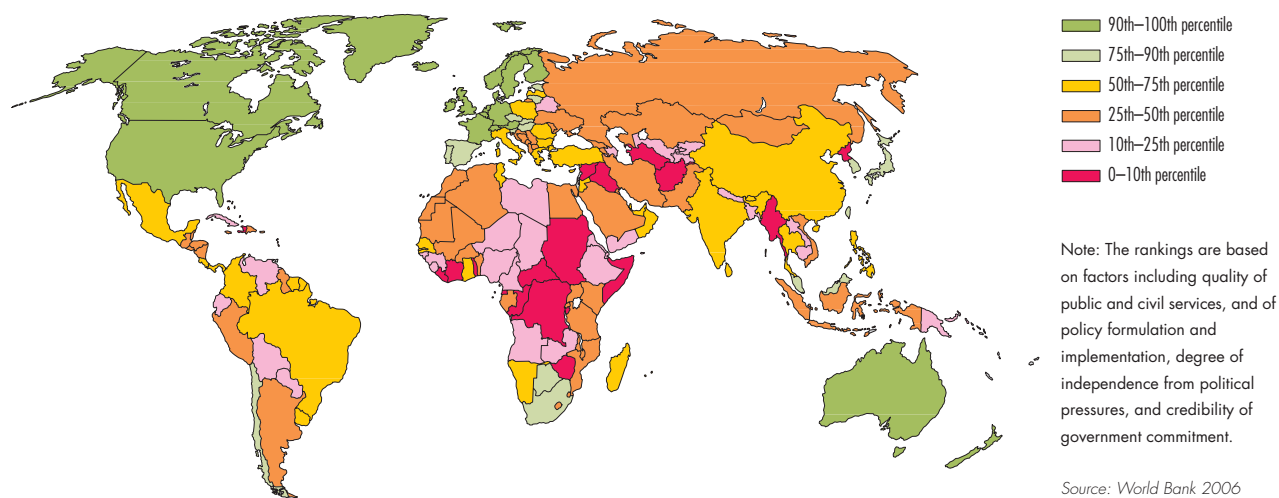 90th–100th percentile
75th–90th percentile
50th–75th percentile
25th–50th percentile
10th–25th percentile
0–10th percentile
Note: The rankings are based
on factors including quality of
public and civil services, and of
policy formulation and
implementation, degree of
independence from political
pressures, and credibility of
government commitment.
Source: World Bank 2006